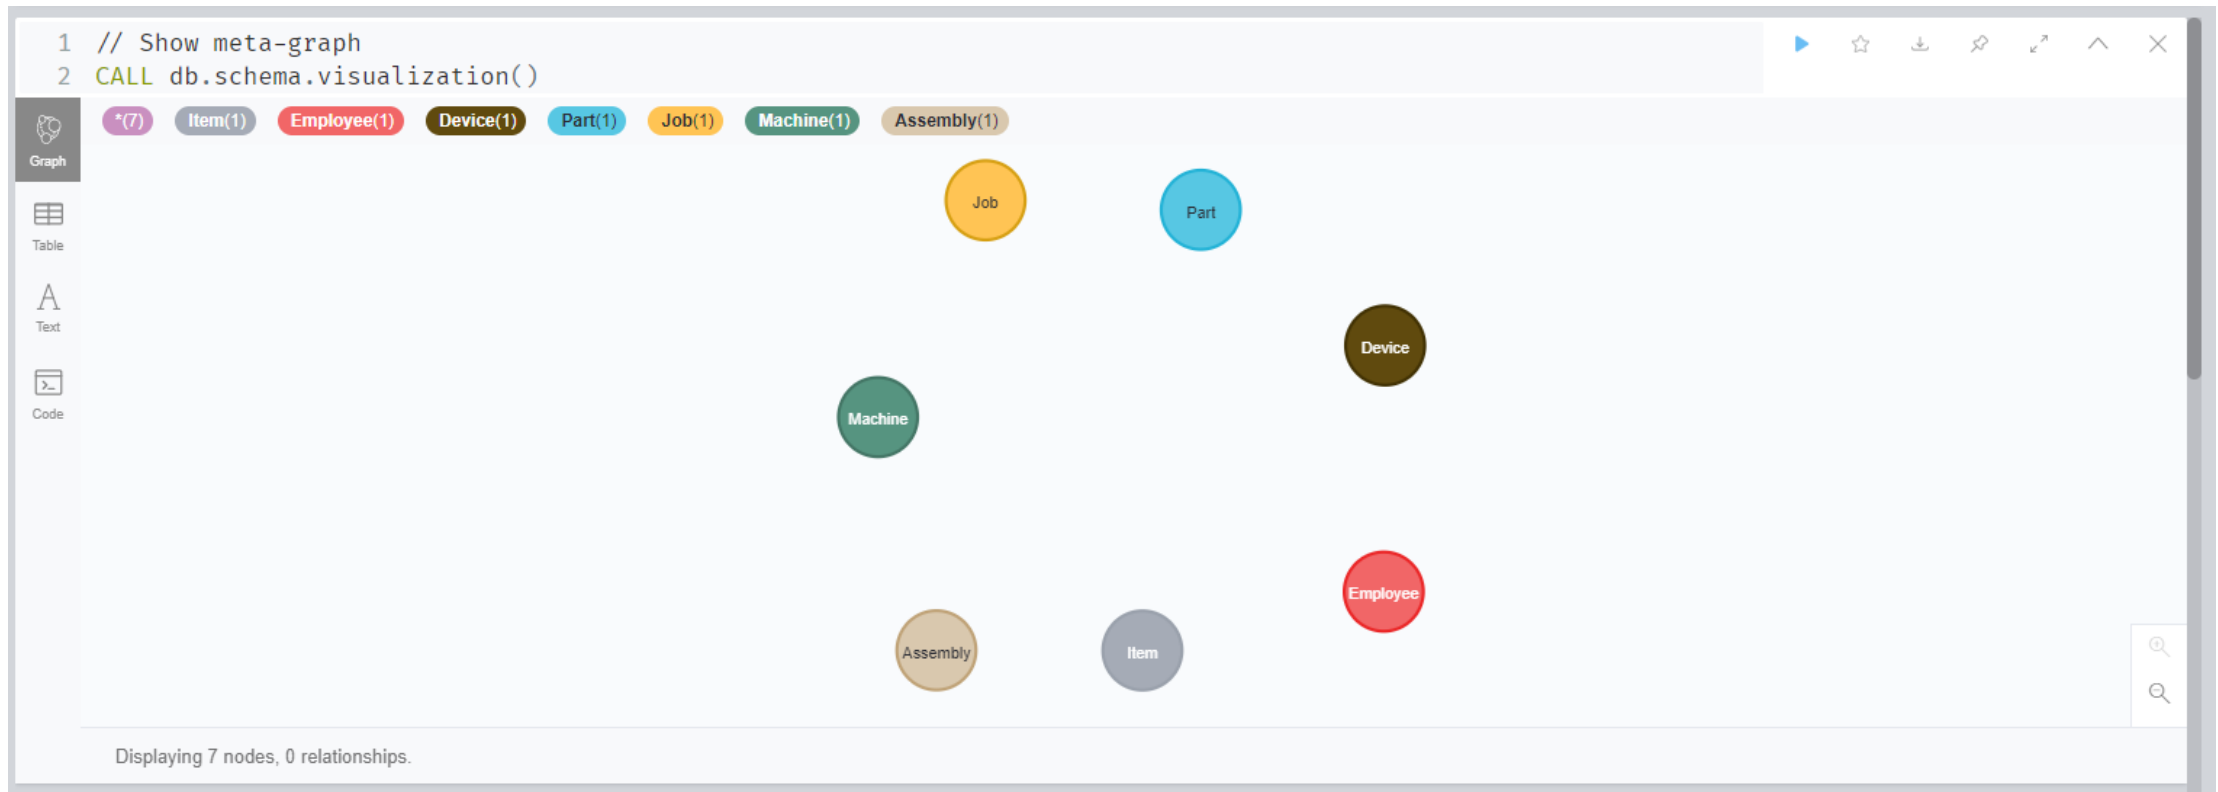 1 // Show meta-graph
2 CALL db.schema.visualization()
*(7) Item(1) Employee(1) Device(1) Part(1) Job(1) Machine(1) Assembly(1)
Graph
Table
A
Text
Code
Job
Part
Device
Machine
Employee
Assembly
Item
Displaying 7 nodes, 0 relationships.